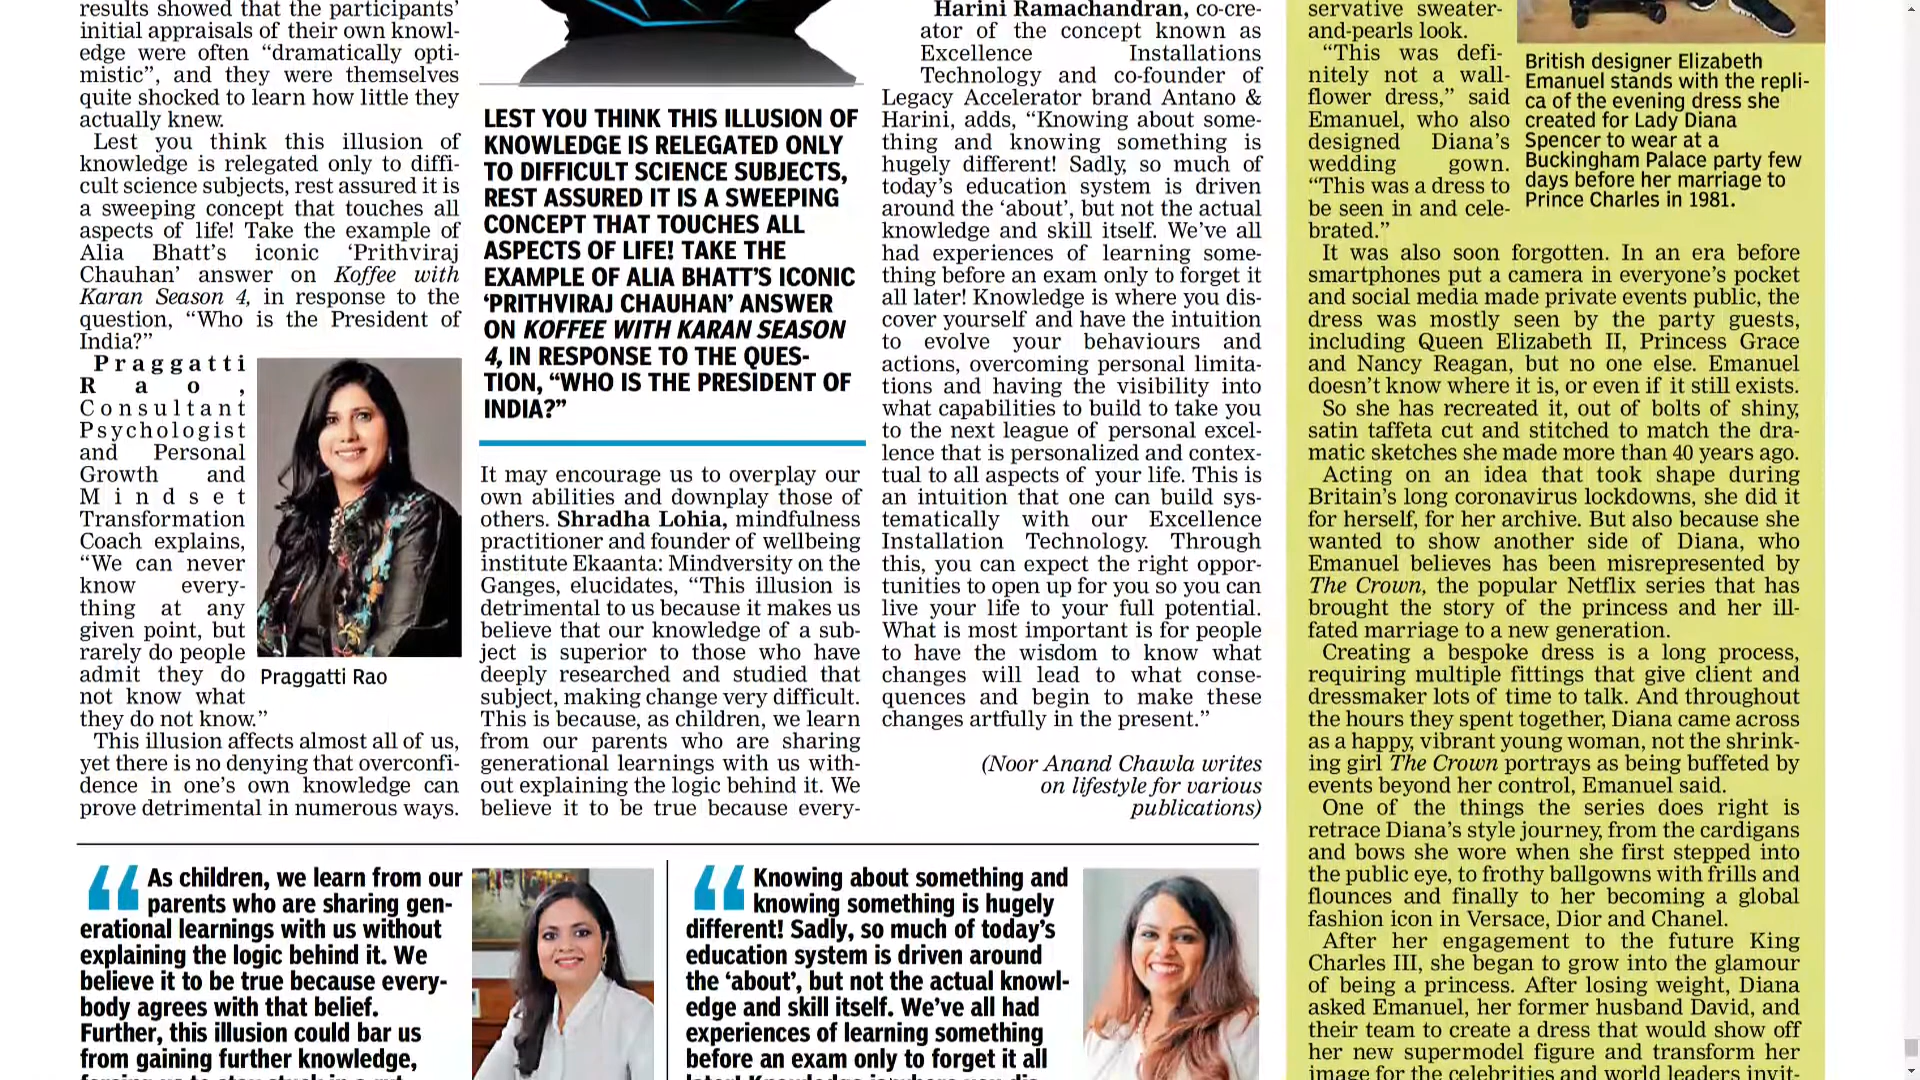 results showed that the participants’
initial appraisals of their own knowl-
edge were often “dramatically opti-
mistic”, and they were themselves
quite shocked to learn how little they
actually knew.
Lest you think this illusion of
knowledge is relegated only to diffi-
cult science subjects, rest assured it is
a sweeping concept that touches all
aspects of life! Take the example of
Alia Bhatt’s iconic ‘Prithviraj
Chauhan’ answer on Koffee with
Karan Season 4, in response to the
question, “Who is the President of
India?”
Praggatti
Rao,
Consultant
Psychologist
and Personal
Growth and
Mindset
Transformation
Coach explains,
“We can never
know every-
thing at any
given point, but
rarely do people
admit they do
not know what
they do not know.”
Praggatti Rao
This illusion affects almost all of us,
yet there is no denying that overconfi-
dence in one’s own knowledge can
prove detrimental in numerous ways.
LEST YOU THINK THIS ILLUSION OF
KNOWLEDGE IS RELEGATED ONLY
TO DIFFICULT SCIENCE SUBJECTS,
REST ASSURED IT IS A SWEEPING
CONCEPT THAT TOUCHES ALL
ASPECTS OF LIFE! TAKE THE
EXAMPLE OF ALIA BHATT’S ICONIC
‘PRITHVIRAJ CHAUHAN’ ANSWER
ON KOFFEE WITH KARAN SEASON
4, IN RESPONSE TO THE QUES-
TION, “WHO IS THE PRESIDENT OF
INDIA?”
It may encourage us to overplay our
own abilities and downplay those of
others. Shradha Lohia, mindfulness
practitioner and founder of wellbeing
institute Ekaanta: Mindversity on the
Ganges, elucidates, “This illusion is
detrimental to us because it makes us
believe that our knowledge of a sub-
ject is superior to those who have
deeply researched and studied that
subject, making change very difficult.
This is because, as children, we learn
from our parents who are sharing
generational learnings with us with-
out explaining the logic behind it. We
believe it to be true because every-
Harini Ramachandran, co-cre-
ator of the concept known as
Excellence Installations
Technology and co-founder of
Legacy Accelerator brand Antano &
Harini, adds, “Knowing about some-
thing and knowing something is
hugely different! Sadly, so much of
today’s education system is driven
around the ‘about’, but not the actual
knowledge and skill itself. We’ve all
had experiences of learning some-
thing before an exam only to forget it
all later! Knowledge is where you dis-
cover yourself and have the intuition
to evolve your behaviours and
actions, overcoming personal limita-
tions and having the visibility into
what capabilities to build to take you
to the next league of personal excel-
lence that is personalized and contex-
tual to all aspects of your life. This is
an intuition that one can build sys-
tematically with our Excellence
Installation Technology. Through
this, you can expect the right oppor-
tunities to open up for you so you can
live your life to your full potential.
What is most important is for people
to have the wisdom to know what
changes will lead to what conse-
quences and begin to make these
changes artfully in the present.”
(Noor Anand Chawla writes
on lifestyle for various
publications)
“As children, we learn from our
parents who are sharing gen-
erational learnings with us without
explaining the logic behind it. We
believe it to be true because every-
body agrees with that belief.
Further, this illusion could bar us
from gaining further knowledge,
“Knowing about something and
knowing something is hugely
different! Sadly, so much of today’s
education system is driven around
the ‘about’, but not the actual knowl-
edge and skill itself. We’ve all had
experiences of learning something
before an exam only to forget it all
later! Knowledge is where you dis-
servative sweater-
and-pearls look.
“This was defi-
nitely not a wall-
flower dress,” said
Emanuel, who also
designed Diana’s
wedding gown.
“This was a dress to
be seen in and cele-
brated.”
British designer Elizabeth
Emanuel stands with the repli-
ca of the evening dress she
created for Lady Diana
Spencer to wear at a
Buckingham Palace party few
days before her marriage to
Prince Charles in 1981.
It was also soon forgotten. In an era before
smartphones put a camera in everyone’s pocket
and social media made private events public, the
dress was mostly seen by the party guests,
including Queen Elizabeth II, Princess Grace
and Nancy Reagan, but no one else. Emanuel
doesn’t know where it is, or even if it still exists.
So she has recreated it, out of bolts of shiny,
satin taffeta cut and stitched to match the dra-
matic sketches she made more than 40 years ago.
Acting on an idea that took shape during
Britain’s long coronavirus lockdowns, she did it
for herself, for her archive. But also because she
wanted to show another side of Diana, who
Emanuel believes has been misrepresented by
The Crown, the popular Netflix series that has
brought the story of the princess and her ill-
fated marriage to a new generation.
Creating a bespoke dress is a long process,
requiring multiple fittings that give client and
dressmaker lots of time to talk. And throughout
the hours they spent together, Diana came across
as a happy, vibrant young woman, not the shrink-
ing girl The Crown portrays as being buffeted by
events beyond her control, Emanuel said.
One of the things the series does right is
retrace Diana’s style journey, from the cardigans
and bows she wore when she first stepped into
the public eye, to frothy ballgowns with frills and
flounces and finally to her becoming a global
fashion icon in Versace, Dior and Chanel.
After her engagement to the future King
Charles III, she began to grow into the glamour
of being a princess. After losing weight, Diana
asked Emanuel, her former husband David, and
their team to create a dress that would show off
her new supermodel figure and transform her
image for the celebrities and world leaders invit-